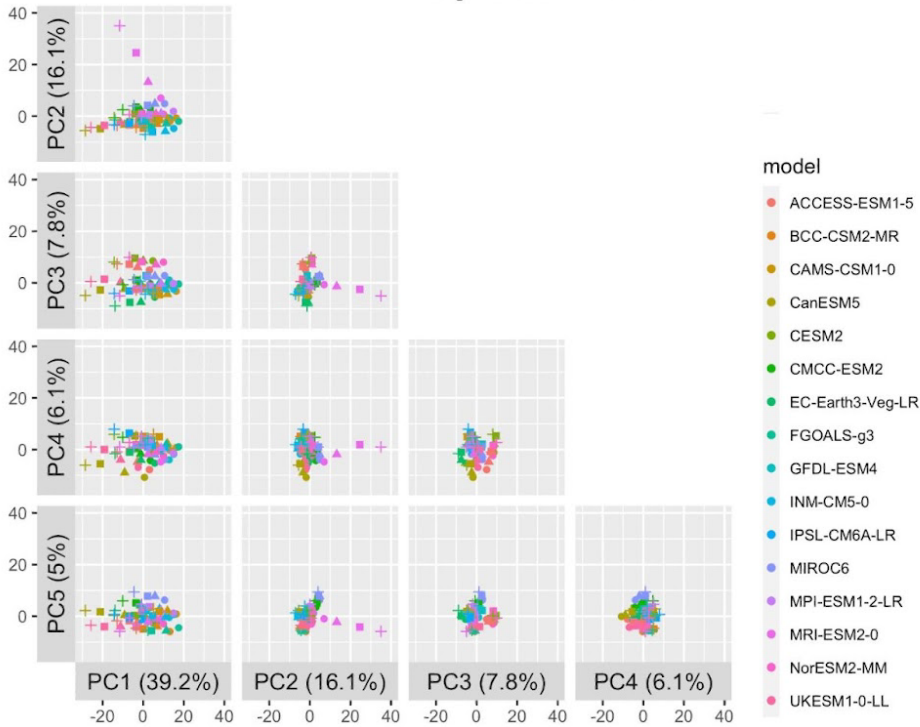 40
20
0
PC2 (16.1%)
40
20
0
PC3 (7.8%)
40
20
0
PC4 (6.1%)
40
20
0
PC5 (5%)
PC1 (39.2%) PC2 (16.1%) PC3 (7.8%) PC4 (6.1%)
-20 0 20 40 -20 0 20 40 -20 0 20 40 -20 0 20 40
model
ACCESS-ESM1-5
BCC-CSM2-MR
CAMS-CSM1-0
CanESM5
CESM2
CMCC-ESM2
EC-Earth3-Veg-LR
FGOALS-g3
GFDL-ESM4
INM-CM5-0
IPSL-CM6A-LR
MIROC6
MPI-ESM1-2-LR
MRI-ESM2-0
NorESM2-MM
UKESM1-0-LL